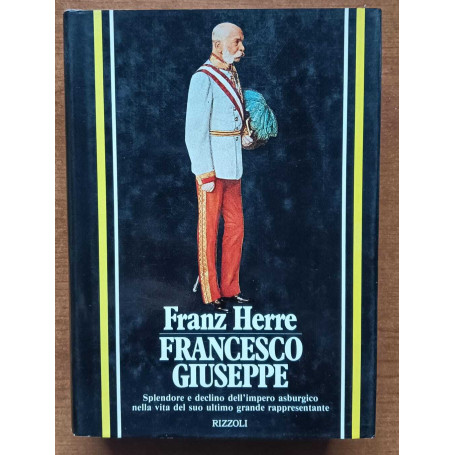 Franz Herre
FRANCESCO
GIUSEPPE
Splendore e declino dell'impero asburgico
nella vita del suo ultimo grande rappresentante
RIZZOLI